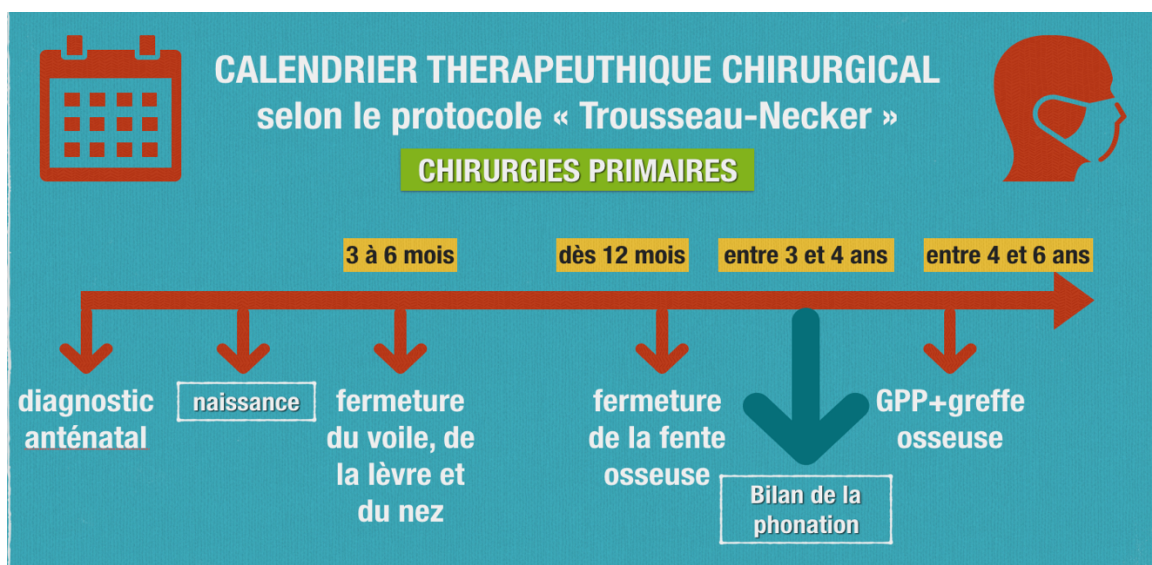 CALENDRIER THERAPEUTHIQUE CHIRURGICAL
selon le protocole « Trousseau-Necker »
CHIRURGIES PRIMAIRES
3 à 6 mois
dès 12 mois
entre 3 et 4 ans
entre 4 et 6 ans
diagnostic
anténatal
naissance
fermeture
du voile, de
la lèvre et
du nez
fermeture
de la fente
osseuse
Bilan de la
phonation
GPP+greffe
osseuse